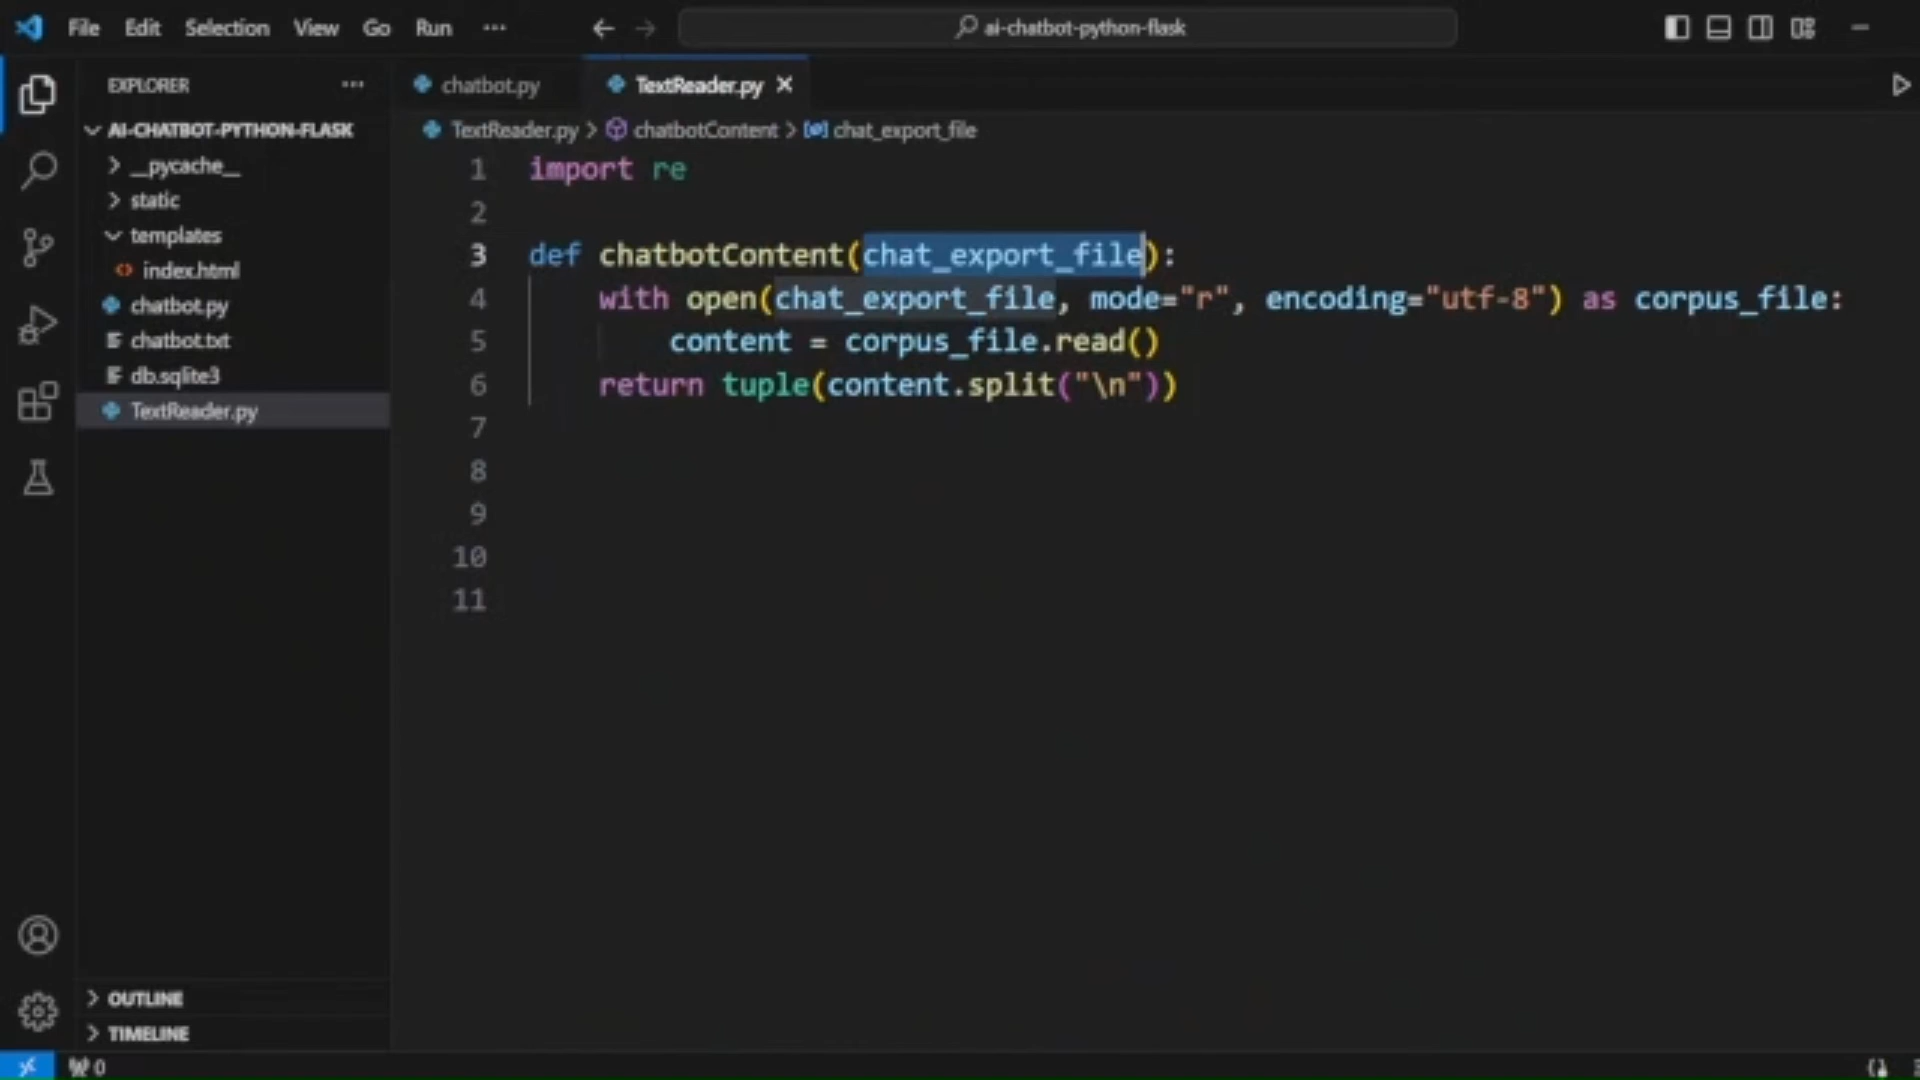 File Edit Selection View Go Run ··· ai-chatbot-python-flask
EXPLORER ···
AI-CHATBOT-PYTHON-FLASK
__pycache__
static
templates
index.html
chatbot.py
chatbot.txt
db.sqlite3
TextReader.py
OUTLINE
TIMELINE
chatbot.py TextReader.py
TextReader.py > chatbotContent > chat_export_file
1 import re
2
3 def chatbotContent(chat_export_file):
4 with open(chat_export_file, mode="r", encoding="utf-8") as corpus_file:
5 content = corpus_file.read()
6 return tuple(content.split("\n"))
7
8
9
10
11
0